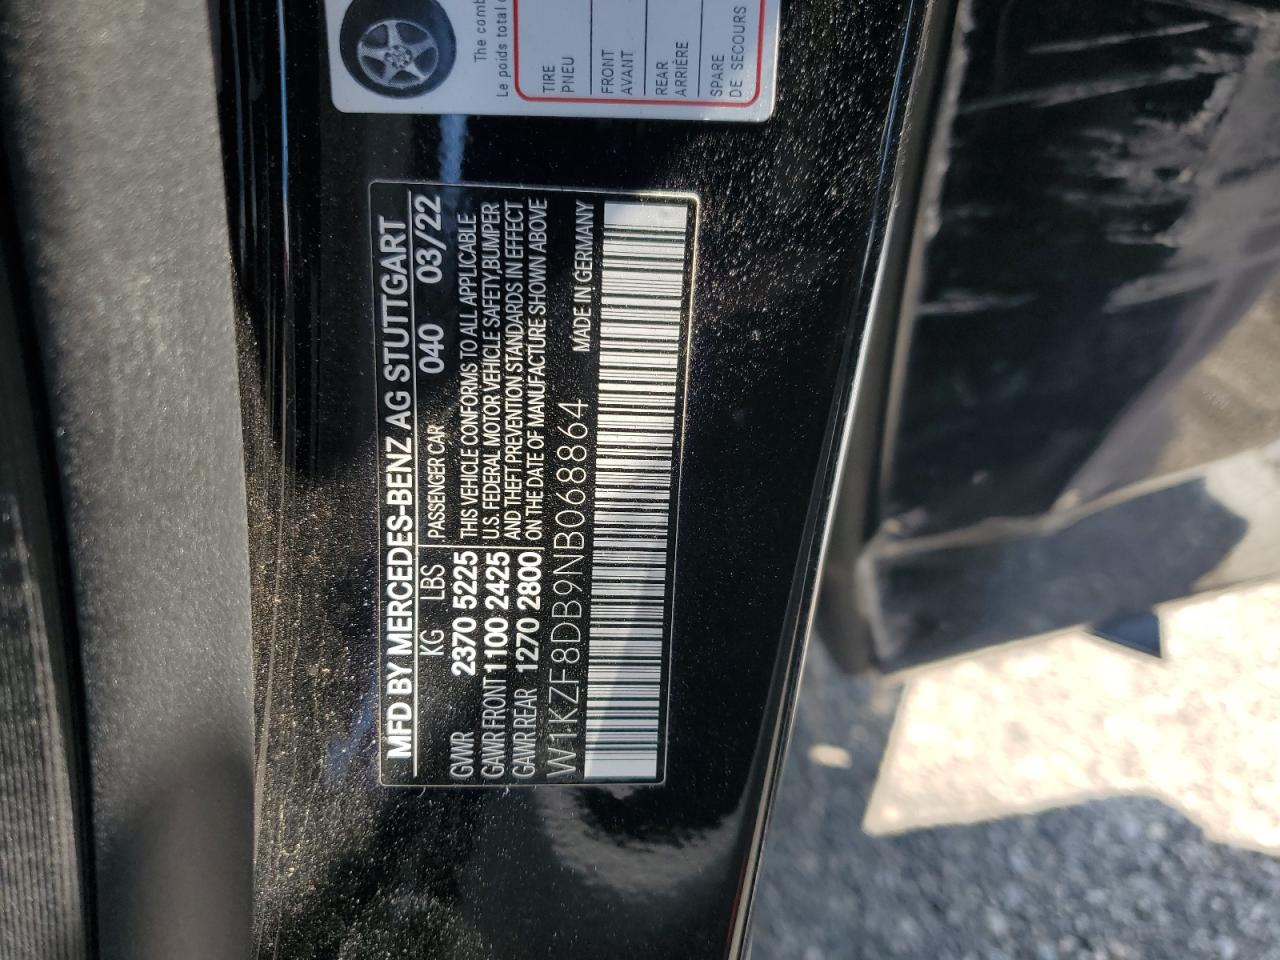 The comb
Le poids total
TIRE
PNEU
FRONT
AVANT
REAR
ARRIÈRE
SPARE
DE SECOURS
MFD BY MERCEDES-BENZ AG STUTTGART
KG LBS PASSENGER CAR 040 03/22
GVWR 2370 5225 THIS VEHICLE CONFORMS TO ALL APPLICABLE
GAWR FRONT 1100 2425 U.S. FEDERAL MOTOR VEHICLE SAFETY,BUMPER
GAWR REAR 1270 2800 AND THEFT PREVENTION STANDARDS IN EFFECT
ON THE DATE OF MANUFACTURE SHOWN ABOVE
W1KZF8DB9NB068864 MADE IN GERMANY